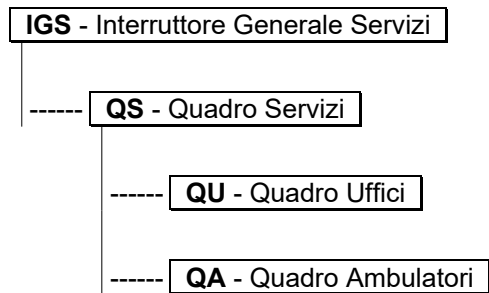 IGS - Interruttore Generale Servizi
------ QS - Quadro Servizi
------ QU - Quadro Uffici
------ QA - Quadro Ambulatori